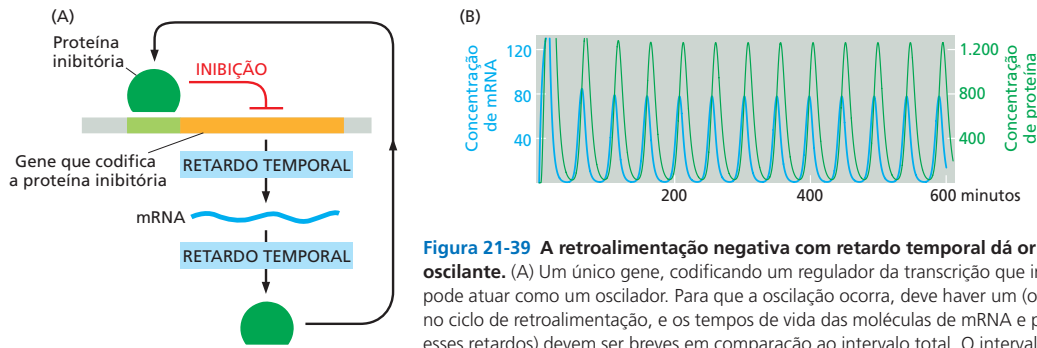 (A)
Proteína
inibitória
INIBIÇÃO
Gene que codifica
a proteína inibitória
RETARDO TEMPORAL
mRNA
RETARDO TEMPORAL
(B)
Concentração
de mRNA
120
80
40
1.200
800
400
Concentração
de proteína
200
400
600 minutos
Figura 21-39 A retroalimentação negativa com retardo temporal dá or
oscilante. (A) Um único gene, codificando um regulador da transcrição que in
pode atuar como um oscilador. Para que a oscilação ocorra, deve haver um (o
no ciclo de retroalimentação, e os tempos de vida das moléculas de mRNA e p
esses retardos) devem ser breves em comparação ao intervalo total. O interval